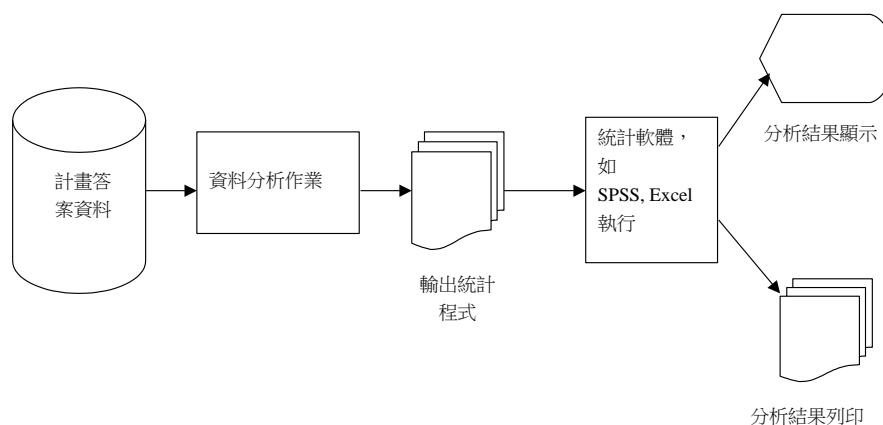 計畫答
案資料
資料分析作業
輸出統計
程式
統計軟體，
如
SPSS, Excel
執行
分析結果顯示
分析結果列印